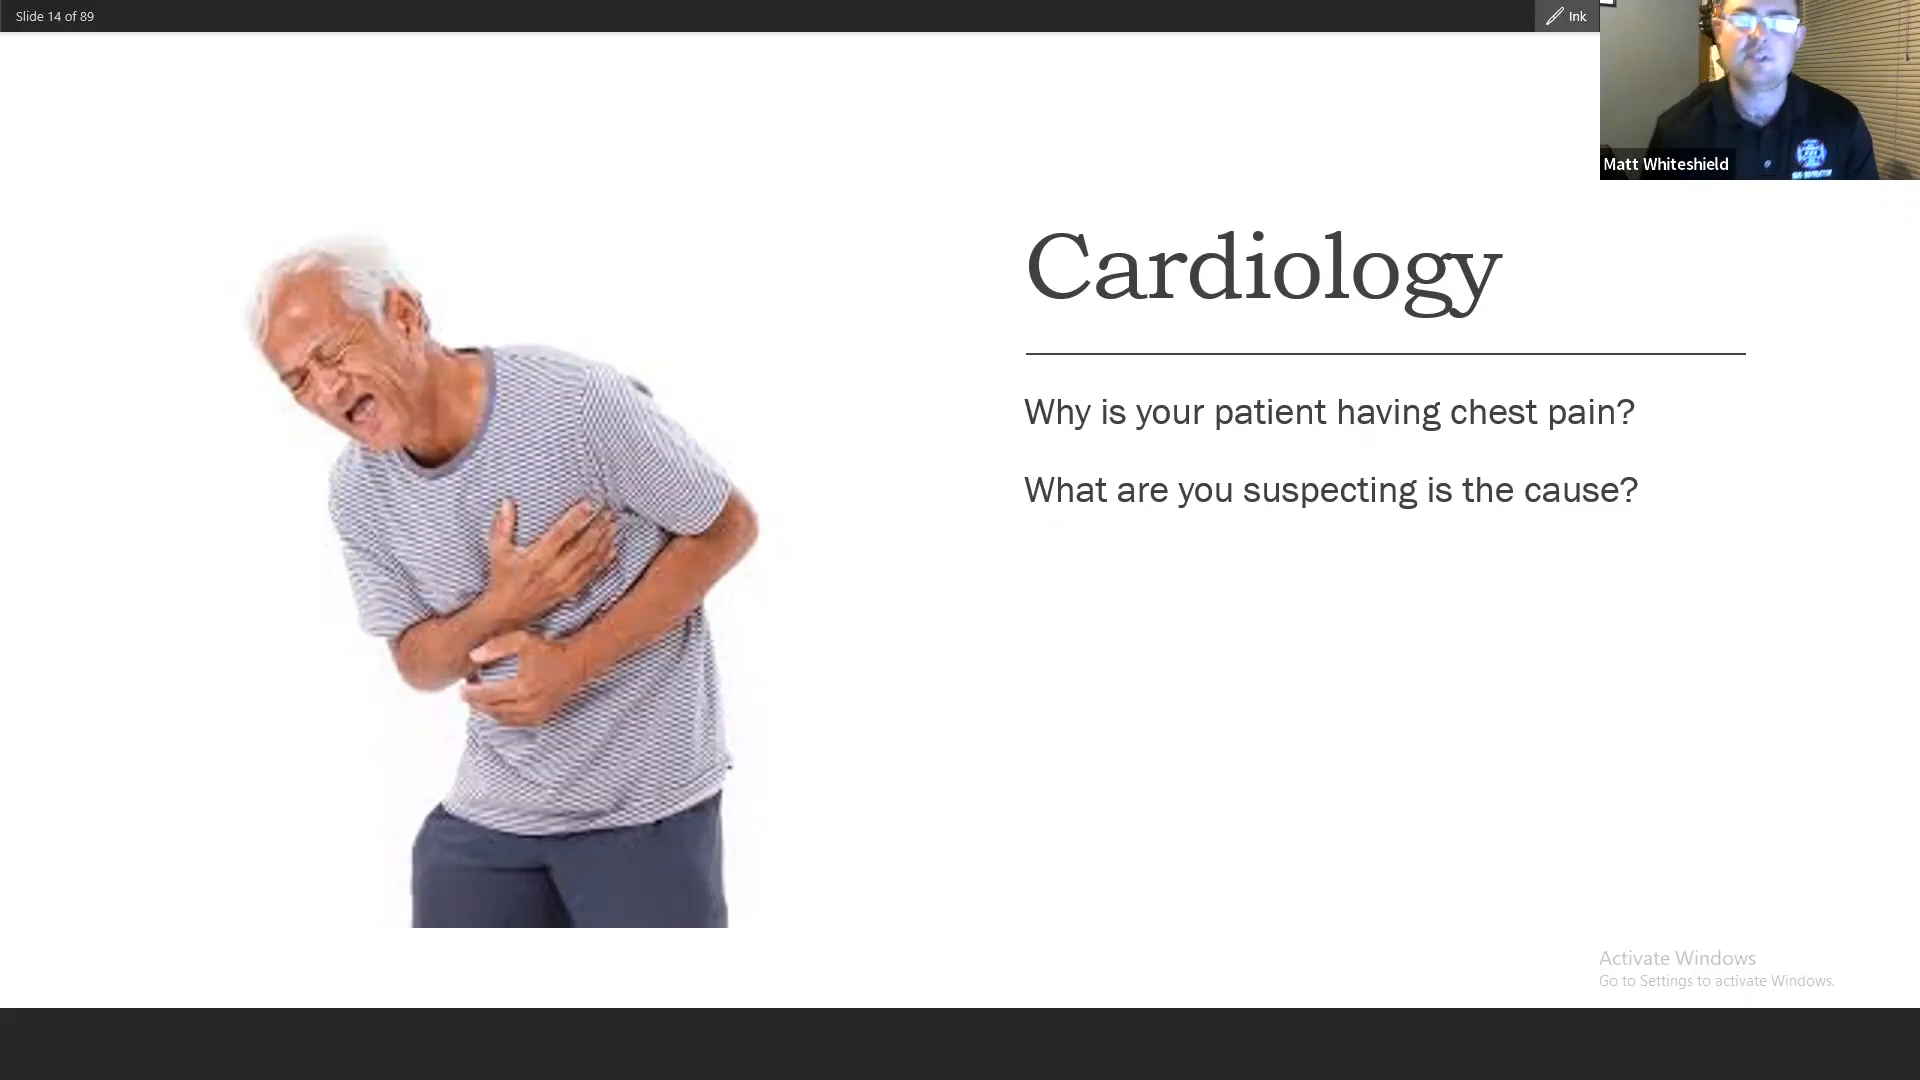 Slide 14 of 89
Ink
Matt Whiteshield
Cardiology
Why is your patient having chest pain?
What are you suspecting is the cause?
Activate Windows
Go to Settings to activate Windows.